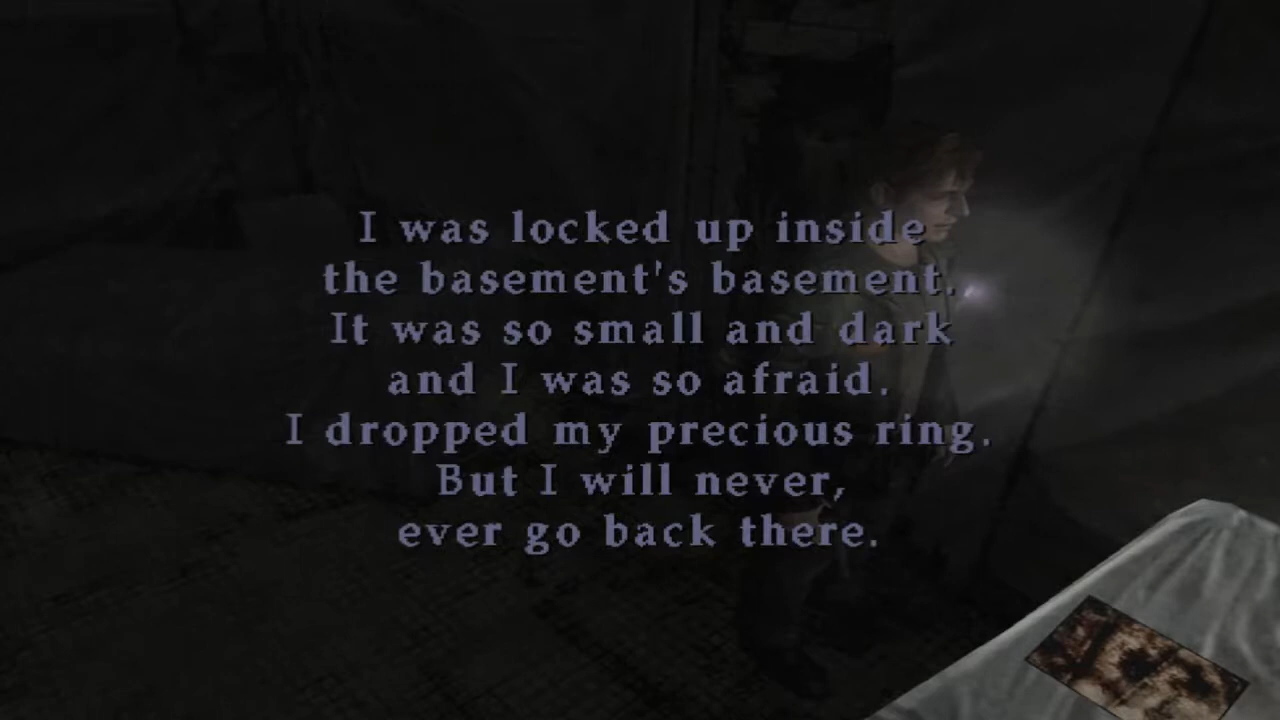 I was locked up inside
the basement's basement.
It was so small and dark
and I was so afraid.
I dropped my precious ring.
But I will never,
ever go back there.